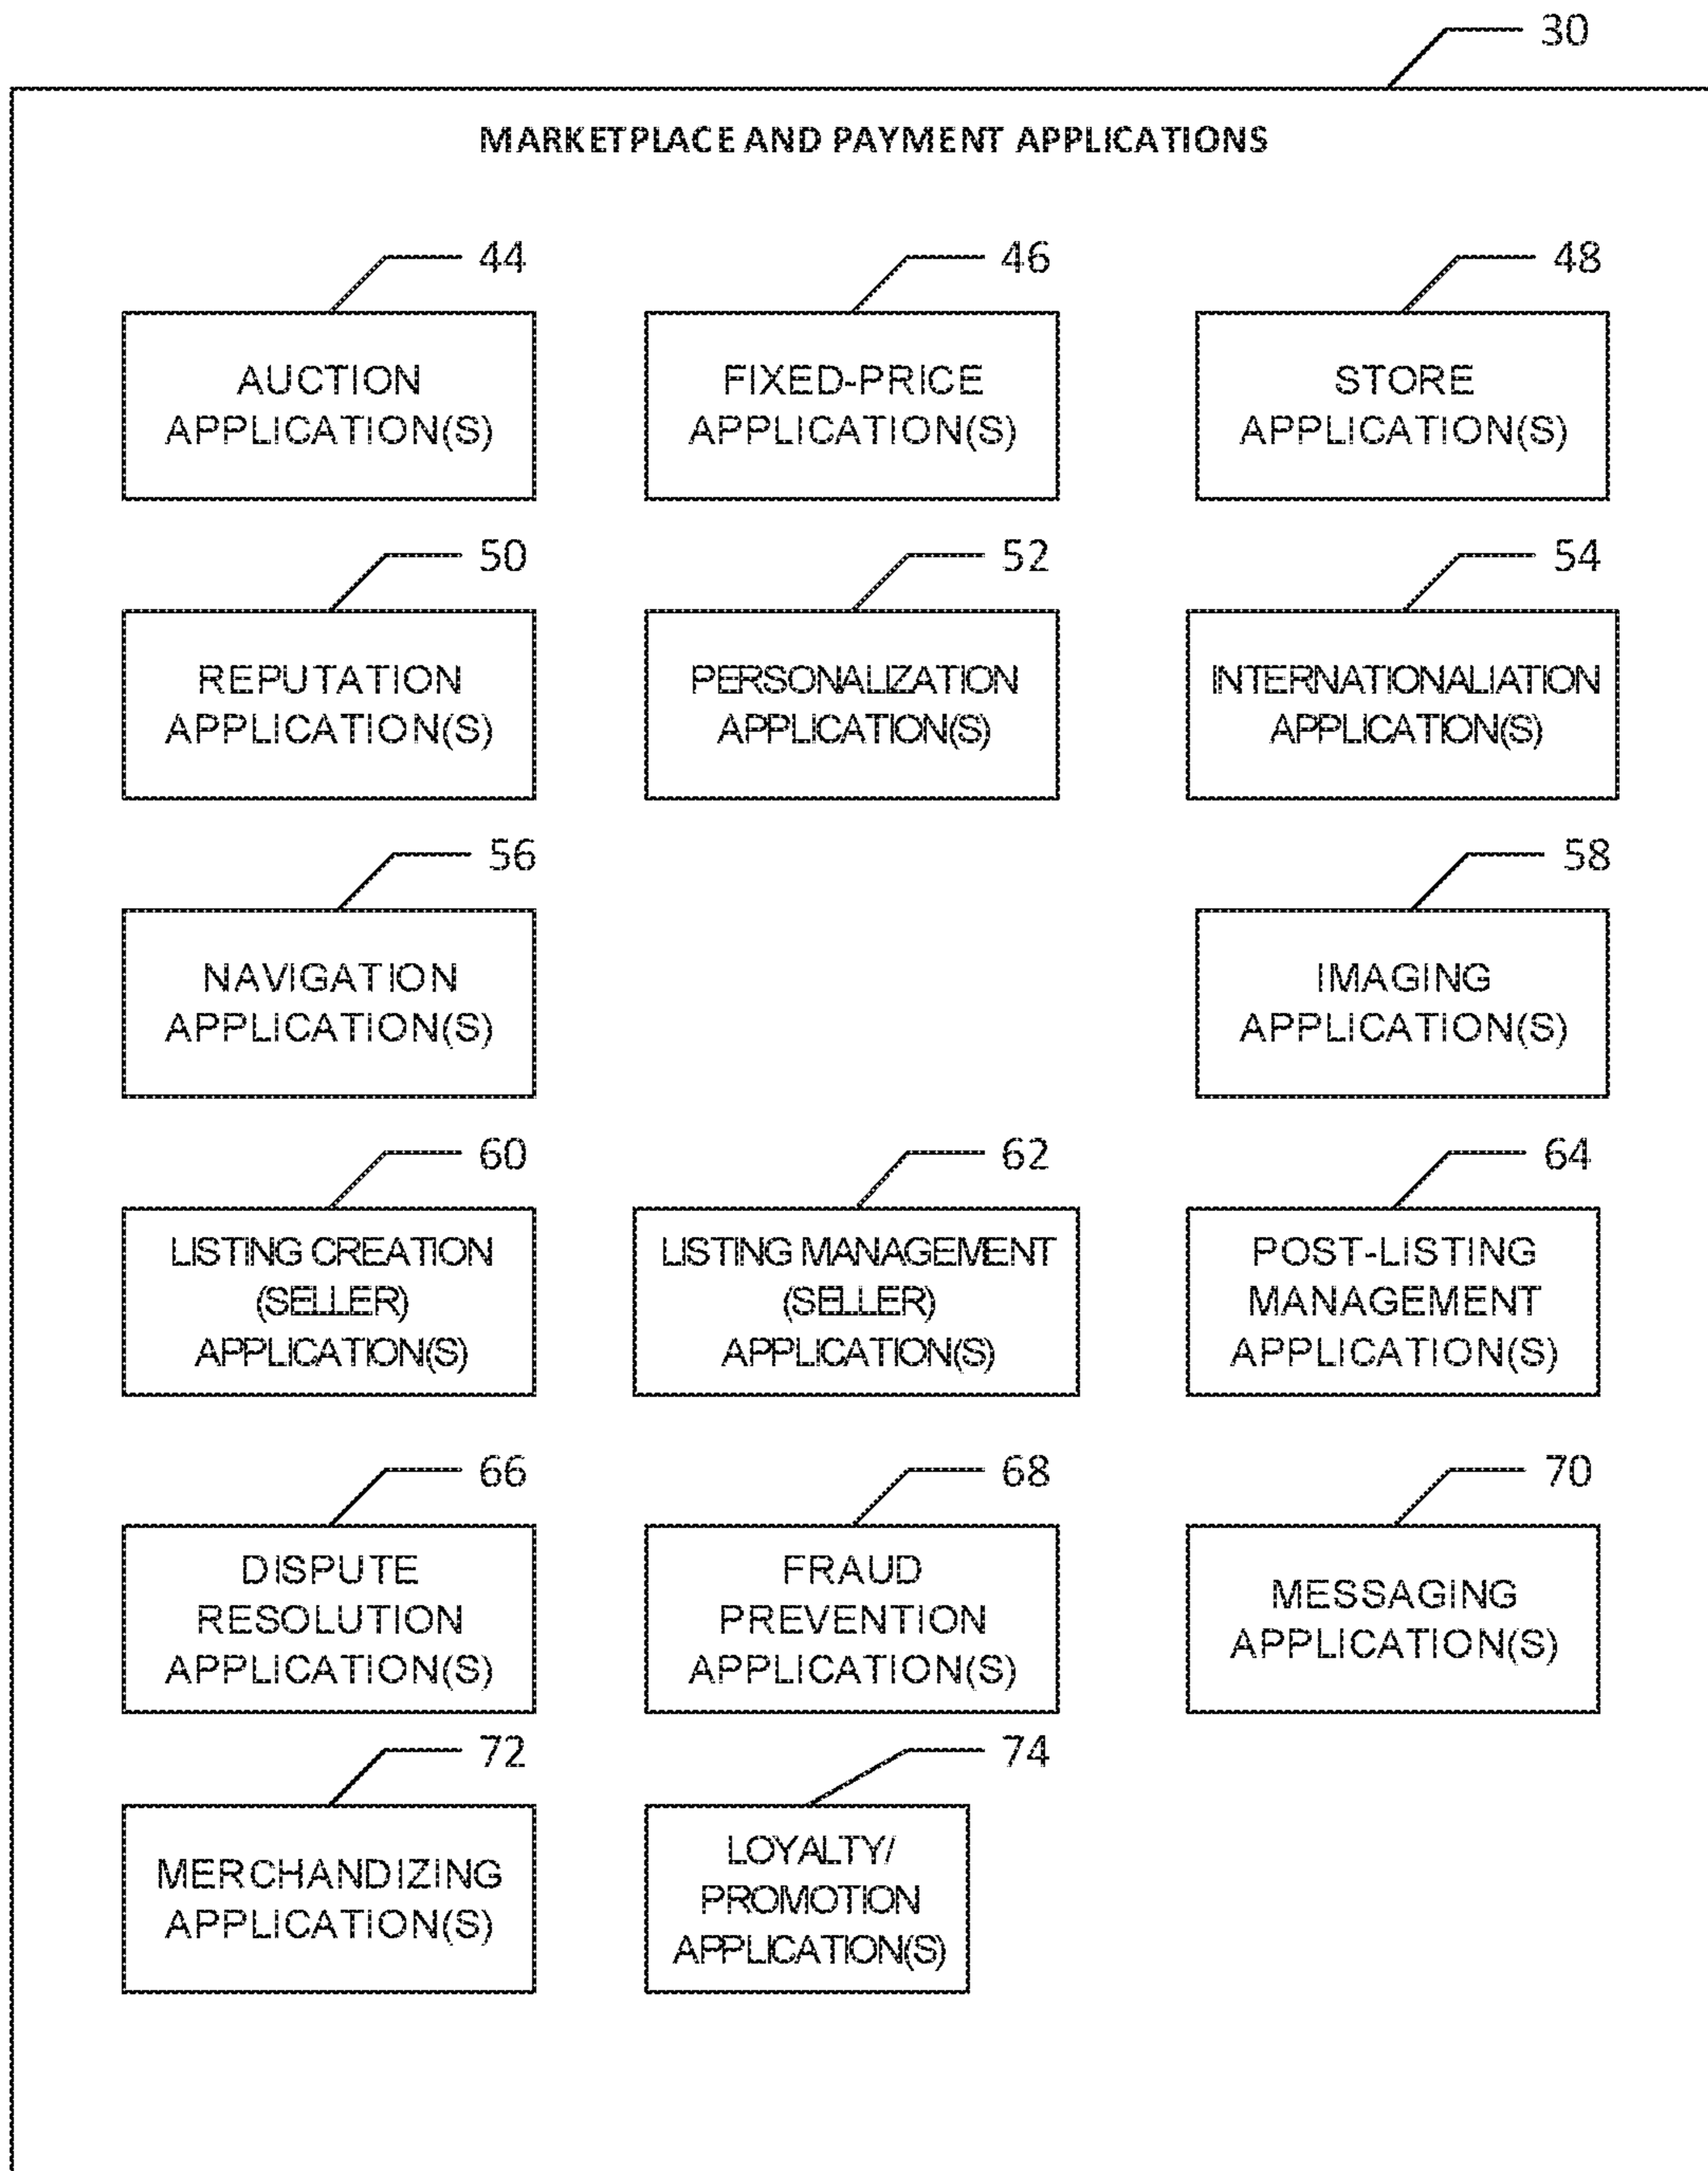 30
MARKETPLACE AND PAYMENT APPLICATIONS
44
46
48
AUCTION
APPLICATION(S)
FIXED-PRICE
APPLICATION(S)
STORE
APPLICATION(S)
50
52
54
REPUTATION
APPLICATION(S)
PERSONALIZATION
APPLICATION(S)
INTERNATIONALIATION
APPLICATION(S)
56
58
NAVIGATION
APPLICATION(S)
IMAGING
APPLICATION(S)
60
62
64
LISTING CREATION
(SELLER)
APPLICATION(S)
LISTING MANAGEMENT
(SELLER)
APPLICATION(S)
POST-LISTING
MANAGEMENT
APPLICATION(S)
66
68
70
DISPUTE
RESOLUTION
APPLICATION(S)
FRAUD
PREVENTION
APPLICATION(S)
MESSAGING
APPLICATION(S)
72
74
MERCHANDIZING
APPLICATION(S)
LOYALTY/
PROMOTION
APPLICATION(S)